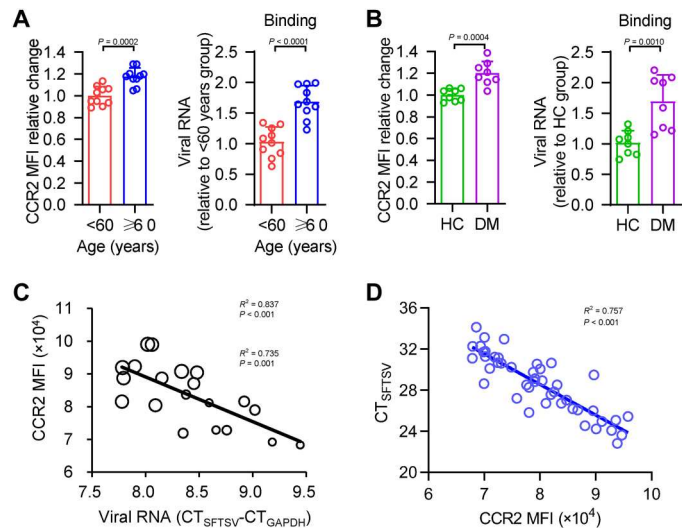 A
CCR2 MFI relative change
P = 0.0002
1.4
1.2
1.0
0.8
0.6
0.4
0.2
0.0
<60 ⩾6 0
Age (years)
Binding
Viral RNA
(relative to <60 years group)
P < 0.0001
2.5
2.0
1.5
1.0
0.5
0.0
<60 ⩾6 0
Age (years)
B
CCR2 MFI relative change
P = 0.0004
1.4
1.2
1.0
0.8
0.6
0.4
0.2
0.0
HC DM
Binding
Viral RNA
(relative to HC group)
P = 0.0010
2.5
2.0
1.5
1.0
0.5
0.0
HC DM
C
CCR2 MFI (×10⁴)
11
10
9
8
7
6
R² = 0.837
P < 0.001
R² = 0.735
P = 0.001
7.5 8.0 8.5 9.0 9.5
Viral RNA (CT_SFTSV-CT_GAPDH)
D
CT_SFTSV
36
32
28
24
20
R² = 0.757
P < 0.001
6 7 8 9 10
CCR2 MFI (×10⁴)